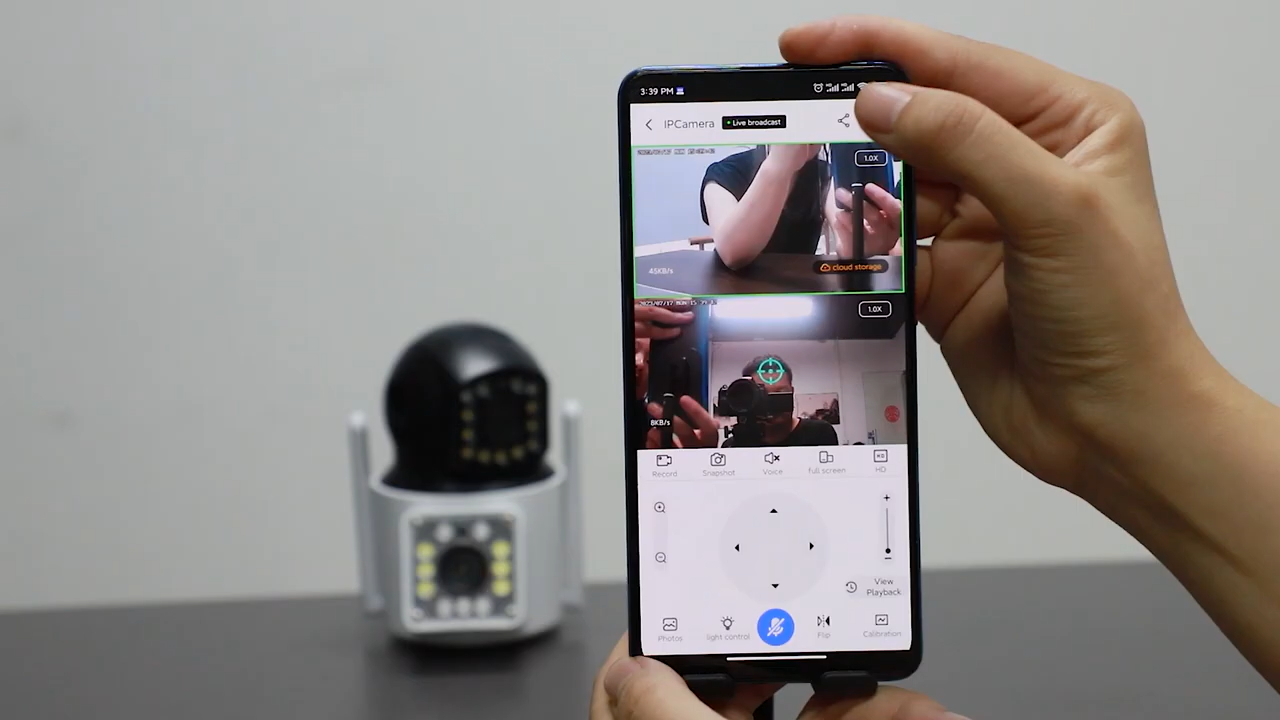 3:39 PM
IPCamera
Live broadcast
1.0X
45KB/s
cloud storage
1.0X
8KB/s
Record
Snapshot
Voice
full screen
HD
View
Playback
Photos
light control
Flip
Calibration